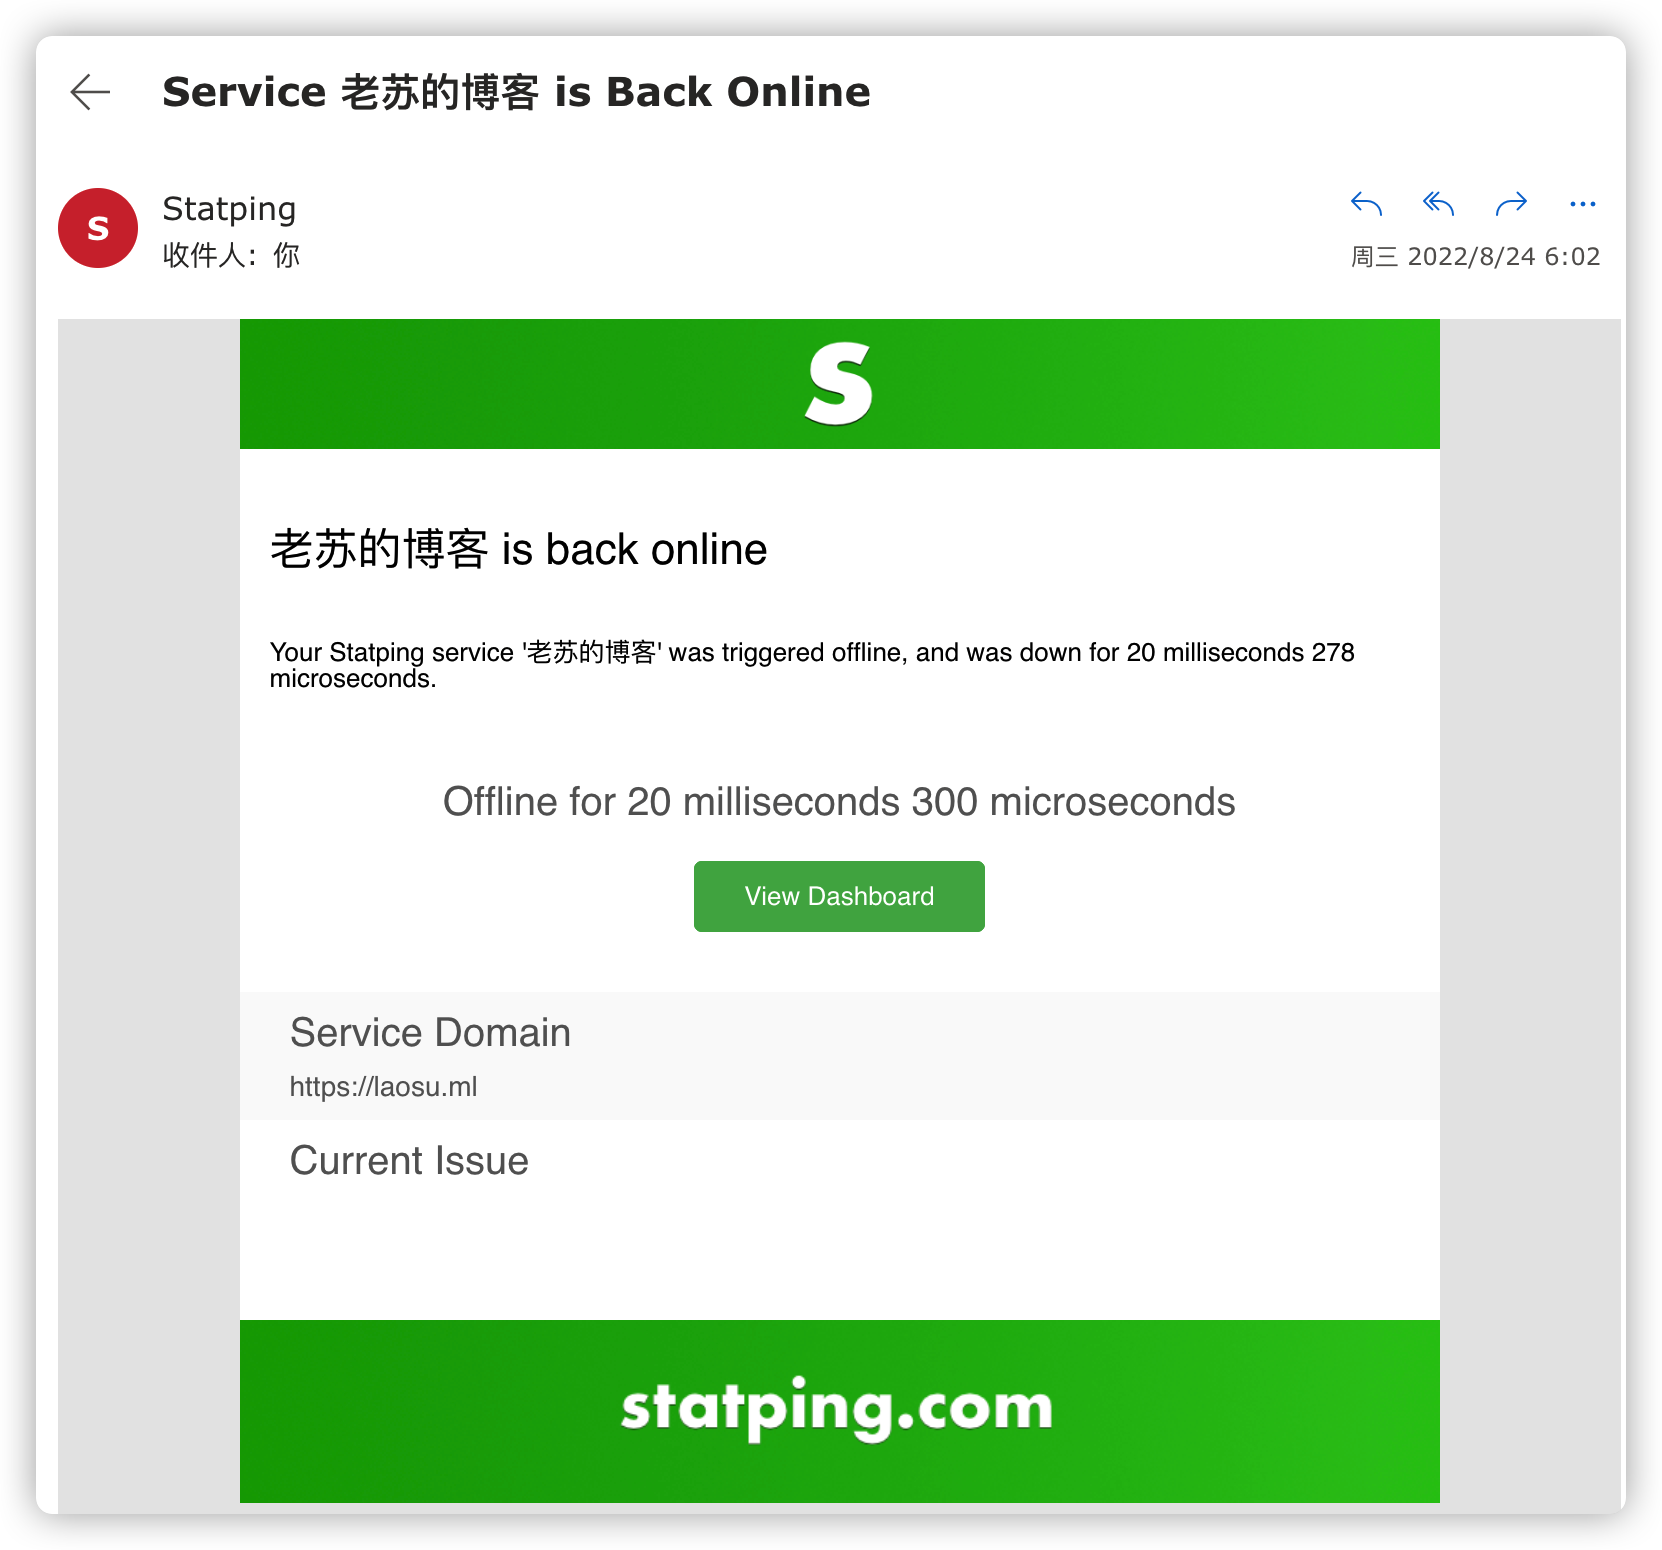 Service 老苏的博客 is Back Online
S
Statping
收件人：你
周三 2022/8/24 6:02
S
老苏的博客 is back online
Your Statping service '老苏的博客' was triggered offline, and was down for 20 milliseconds 278
microseconds.
Offline for 20 milliseconds 300 microseconds
View Dashboard
Service Domain
https://laosu.ml
Current Issue
statping.com